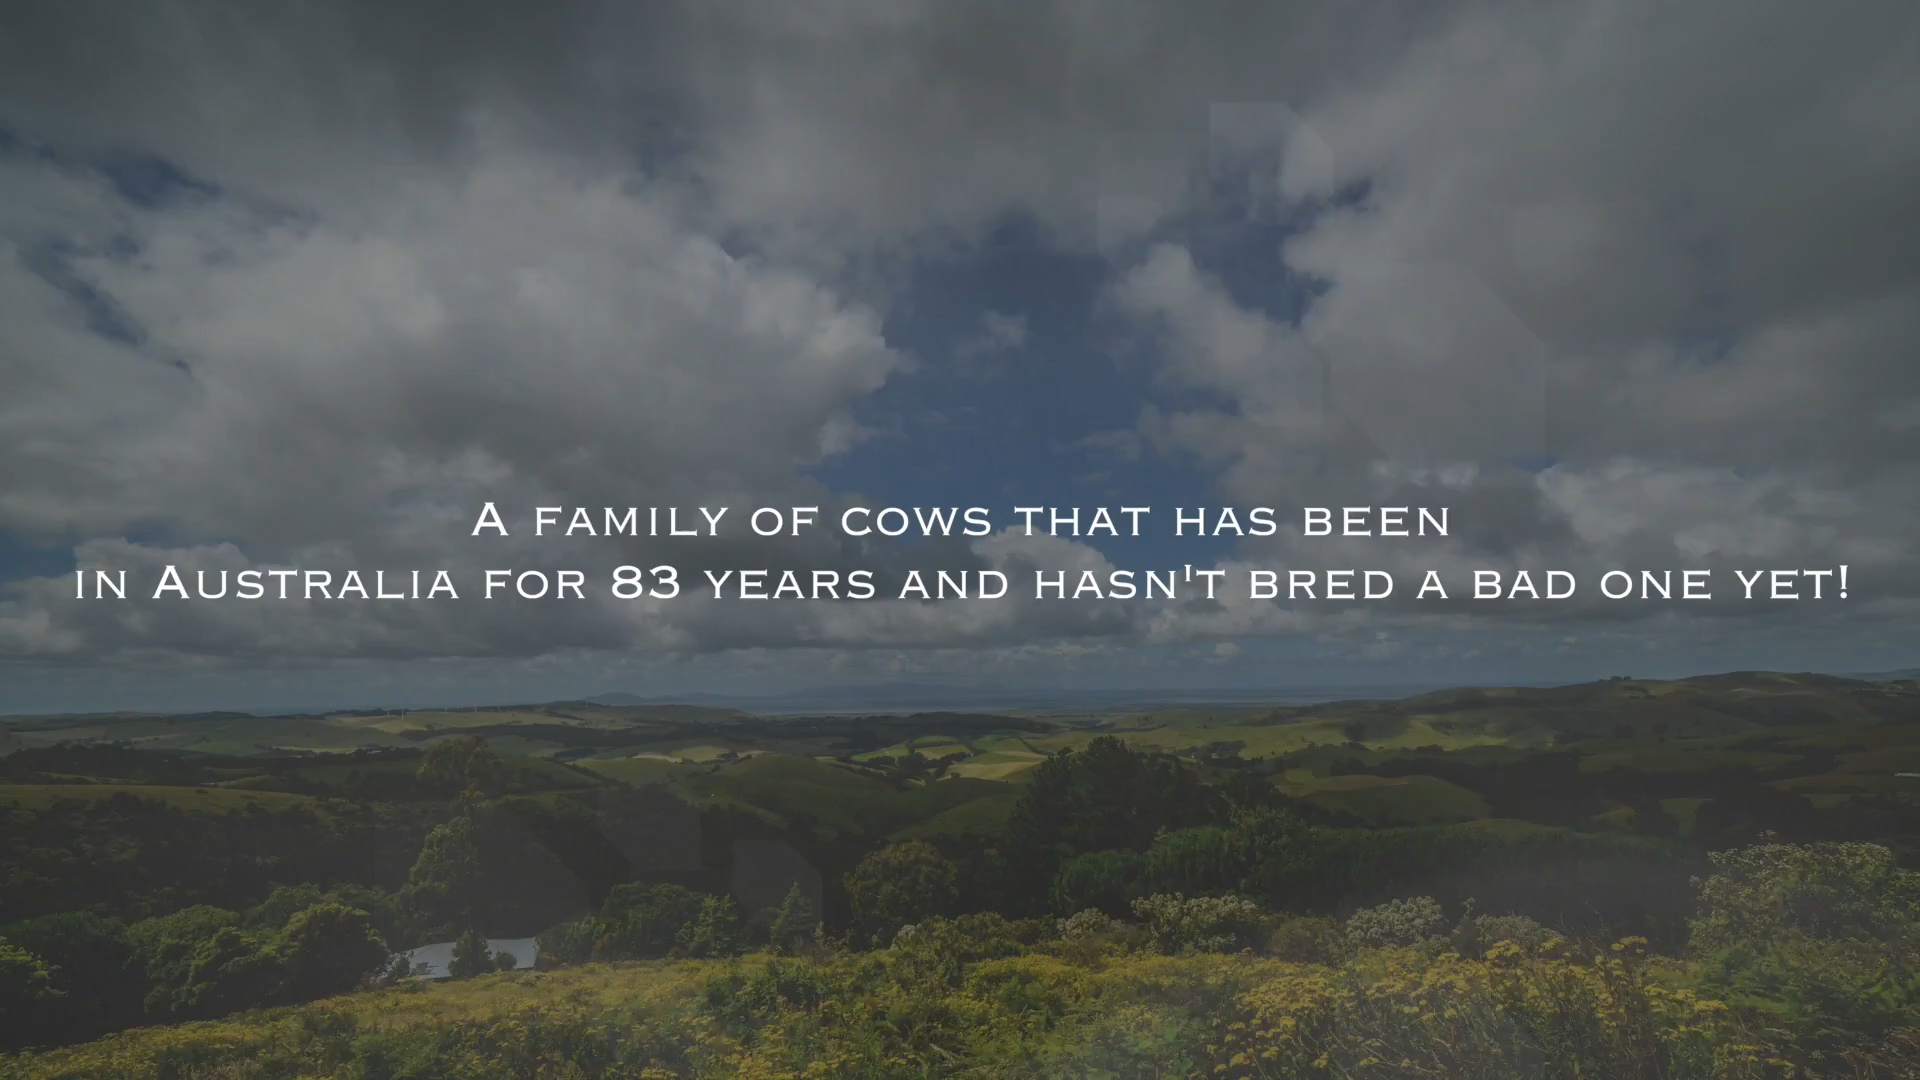 A family of cows that has been
in Australia for 83 years and hasn't bred a bad one yet!